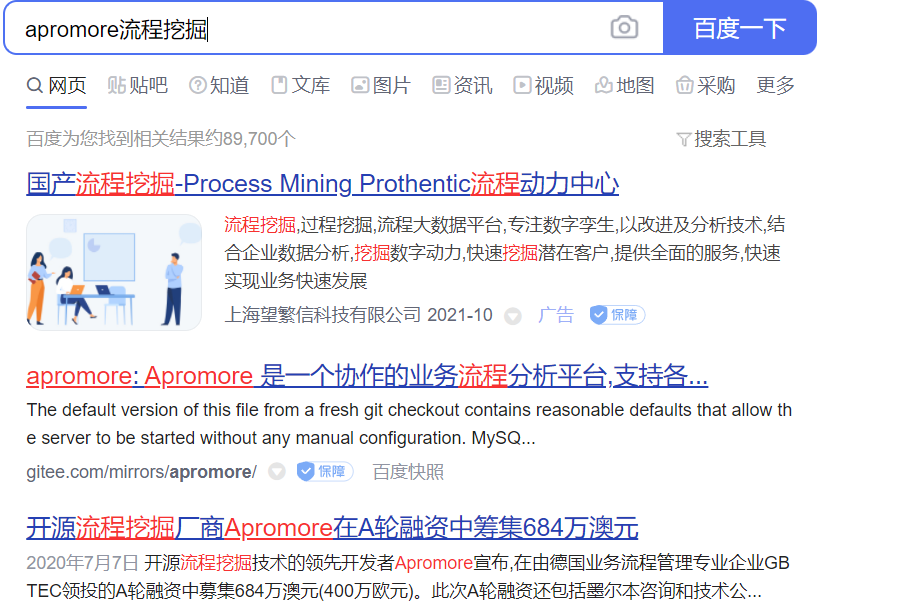 apromore流程挖掘
百度一下
网页 贴吧 知道 文库 图片 资讯 视频 地图 采购 更多
百度为您找到相关结果约89,700个
搜索工具
国产流程挖掘-Process Mining Prothentic流程动力中心
流程挖掘,过程挖掘,流程大数据平台,专注数字孪生,以改进及分析技术,结
合企业数据分析,挖掘数字动力,快速挖掘潜在客户,提供全面的服务,快速
实现业务快速发展
上海望繁信科技有限公司 2021-10 广告 保障
apromore: Apromore 是一个协作的业务流程分析平台,支持各...
The default version of this file from a fresh git checkout contains reasonable defaults that allow th
e server to be started without any manual configuration. MySQ...
gitee.com/mirrors/apromore/ 保障 百度快照
开源流程挖掘厂商Apromore在A轮融资中筹集684万澳元
2020年7月7日 开源流程挖掘技术的领先开发者Apromore宣布,在由德国业务流程管理专业企业GB
TEC领投的A轮融资中募集684万澳元(400万欧元)。此次A轮融资还包括墨尔本咨询和技术公...